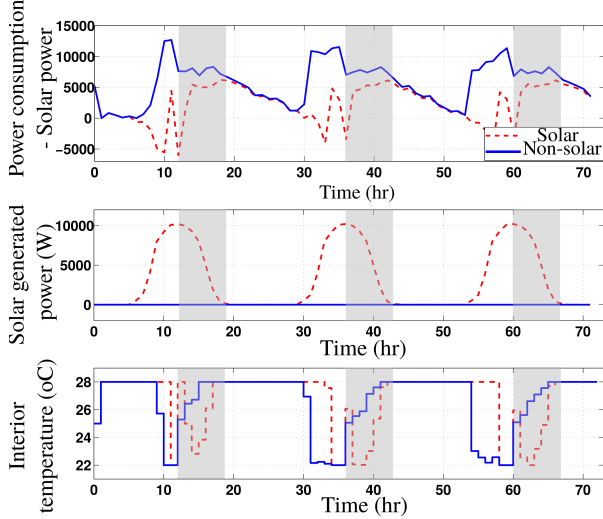 Power consumption
- Solar power
15000
10000
5000
0
−5000
0 10 20 30 40 50 60 70
Time (hr)
Solar
Non-solar
Solar generated
power (W)
10000
5000
0
0 10 20 30 40 50 60 70
Time (hr)
Interior
temperature (oC)
28
26
24
22
0 10 20 30 40 50 60 70
Time (hr)